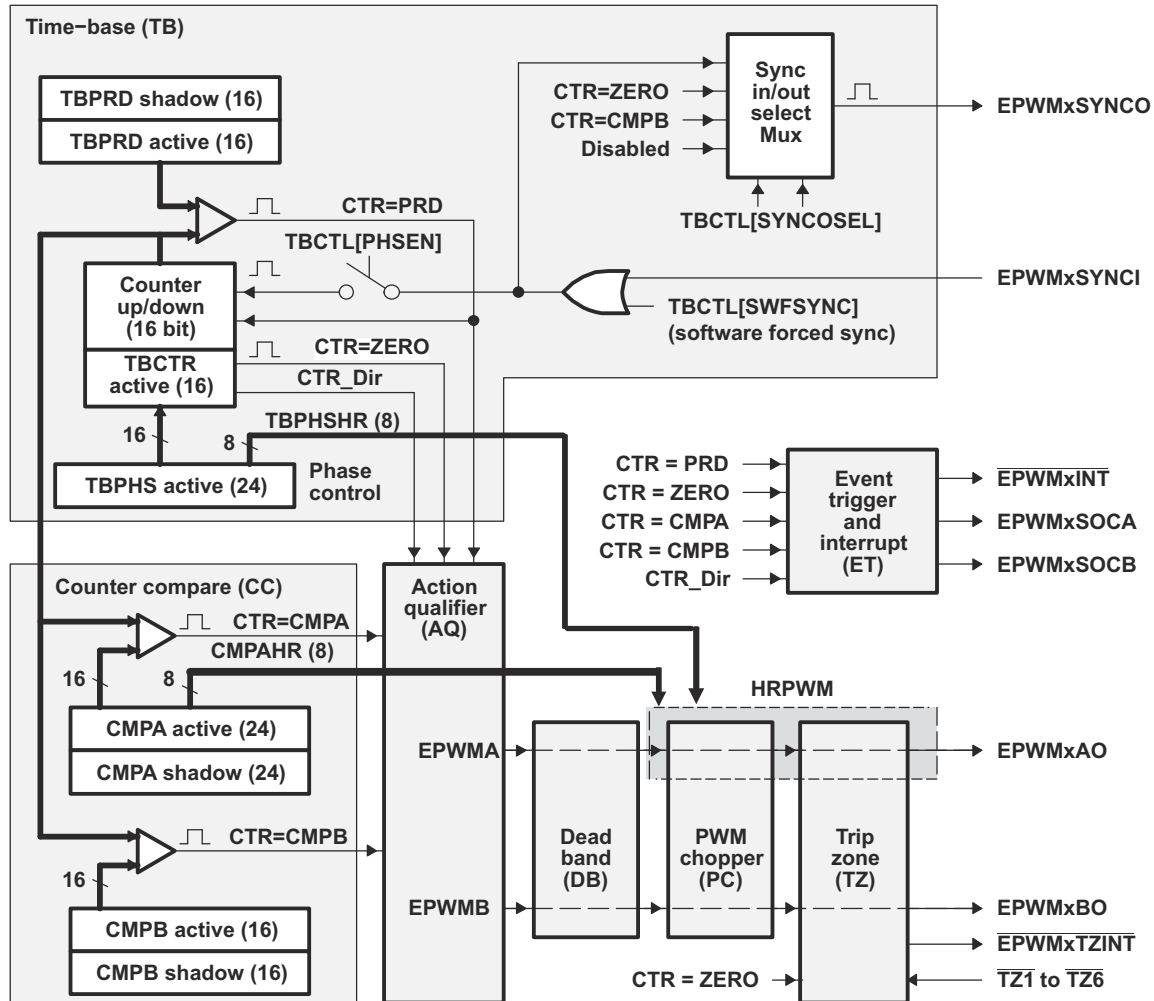 Time−base (TB)
TBPRD shadow (16)
TBPRD active (16)
CTR=PRD
TBCTL[PHSEN]
Counter
up/down
(16 bit)
TBCTR
active (16)
CTR=ZERO
CTR_Dir
TBPHSHR (8)
16
8
TBPHS active (24)
Phase
control
CTR=ZERO
CTR=CMPB
Disabled
Sync
in/out
select
Mux
EPWMxSYNCO
TBCTL[SYNCOSEL]
EPWMxSYNCI
TBCTL[SWFSYNC]
(software forced sync)
CTR = PRD
CTR = ZERO
CTR = CMPA
CTR = CMPB
CTR_Dir
Event
trigger
and
interrupt
(ET)
EPWMxINT
EPWMxSOCA
EPWMxSOCB
Counter compare (CC)
CTR=CMPA
CMPAHR (8)
16
8
CMPA active (24)
CMPA shadow (24)
CTR=CMPB
16
CMPB active (16)
CMPB shadow (16)
Action
qualifier
(AQ)
EPWMA
EPWMB
HRPWM
Dead
band
(DB)
PWM
chopper
(PC)
Trip
zone
(TZ)
EPWMxAO
EPWMxBO
EPWMxTZINT
CTR = ZERO
TZ1 to TZ6